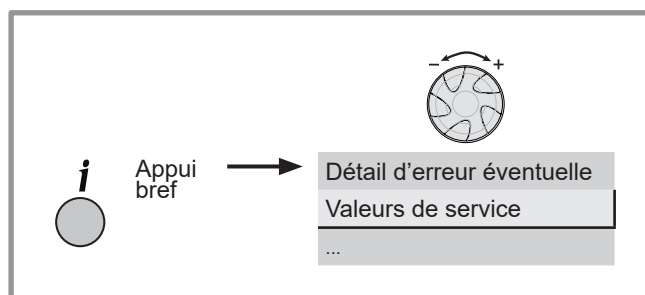 − +
i
Appui
bref
Détail d'erreur éventuelle
Valeurs de service
...